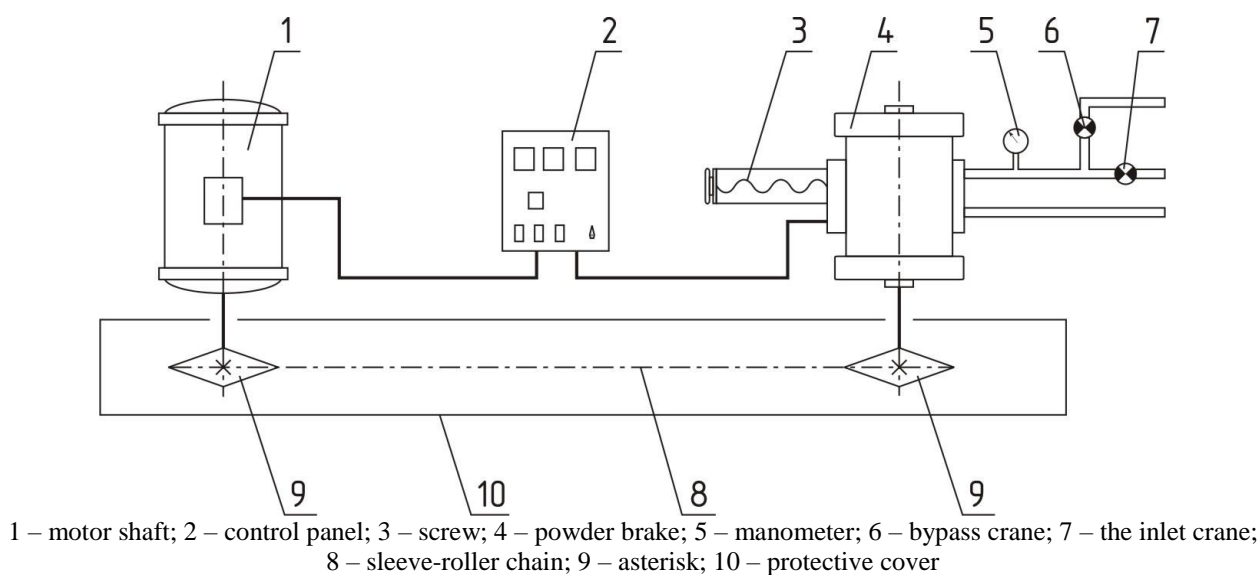 1 2 3 4 5 6 7
9 10 8 9
1 – motor shaft; 2 – control panel; 3 – screw; 4 – powder brake; 5 – manometer; 6 – bypass crane; 7 – the inlet crane;
8 – sleeve-roller chain; 9 – asterisk; 10 – protective cover